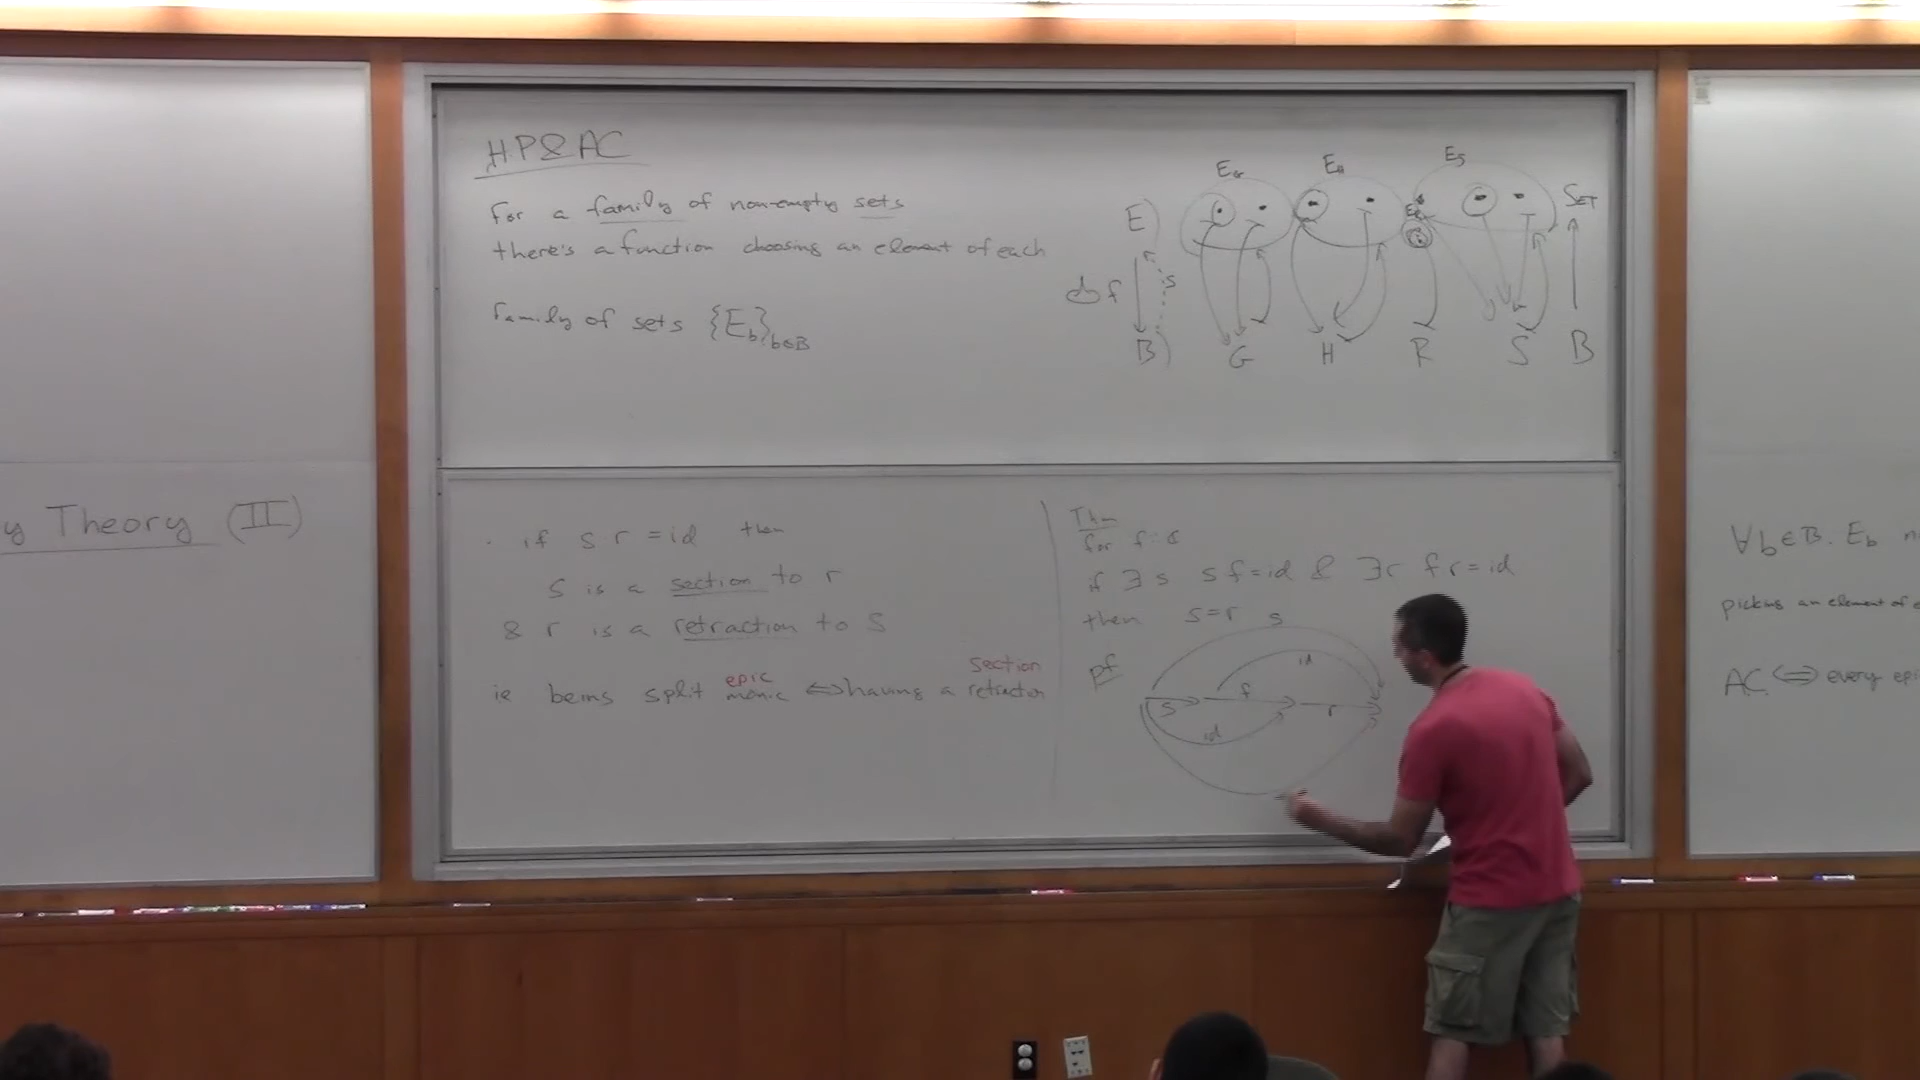 y Theory (II)
HP & AC
For a family of non-empty sets
there's a function choosing an element of each
Family of sets {E_b}_{b∈B}
E_G E_H E_S
E) SET
f s
B) G H R S B
· if s r = id then
s is a section to r
& r is a retraction to s
epic section
ie being split monic ⇔ having a retraction
Thm
for f
if ∃ s s f = id & ∃ r f r = id
then s = r
pf
s
id
s f r
id
∀b∈B. E_b
picking an element of
AC ⇔ every epi